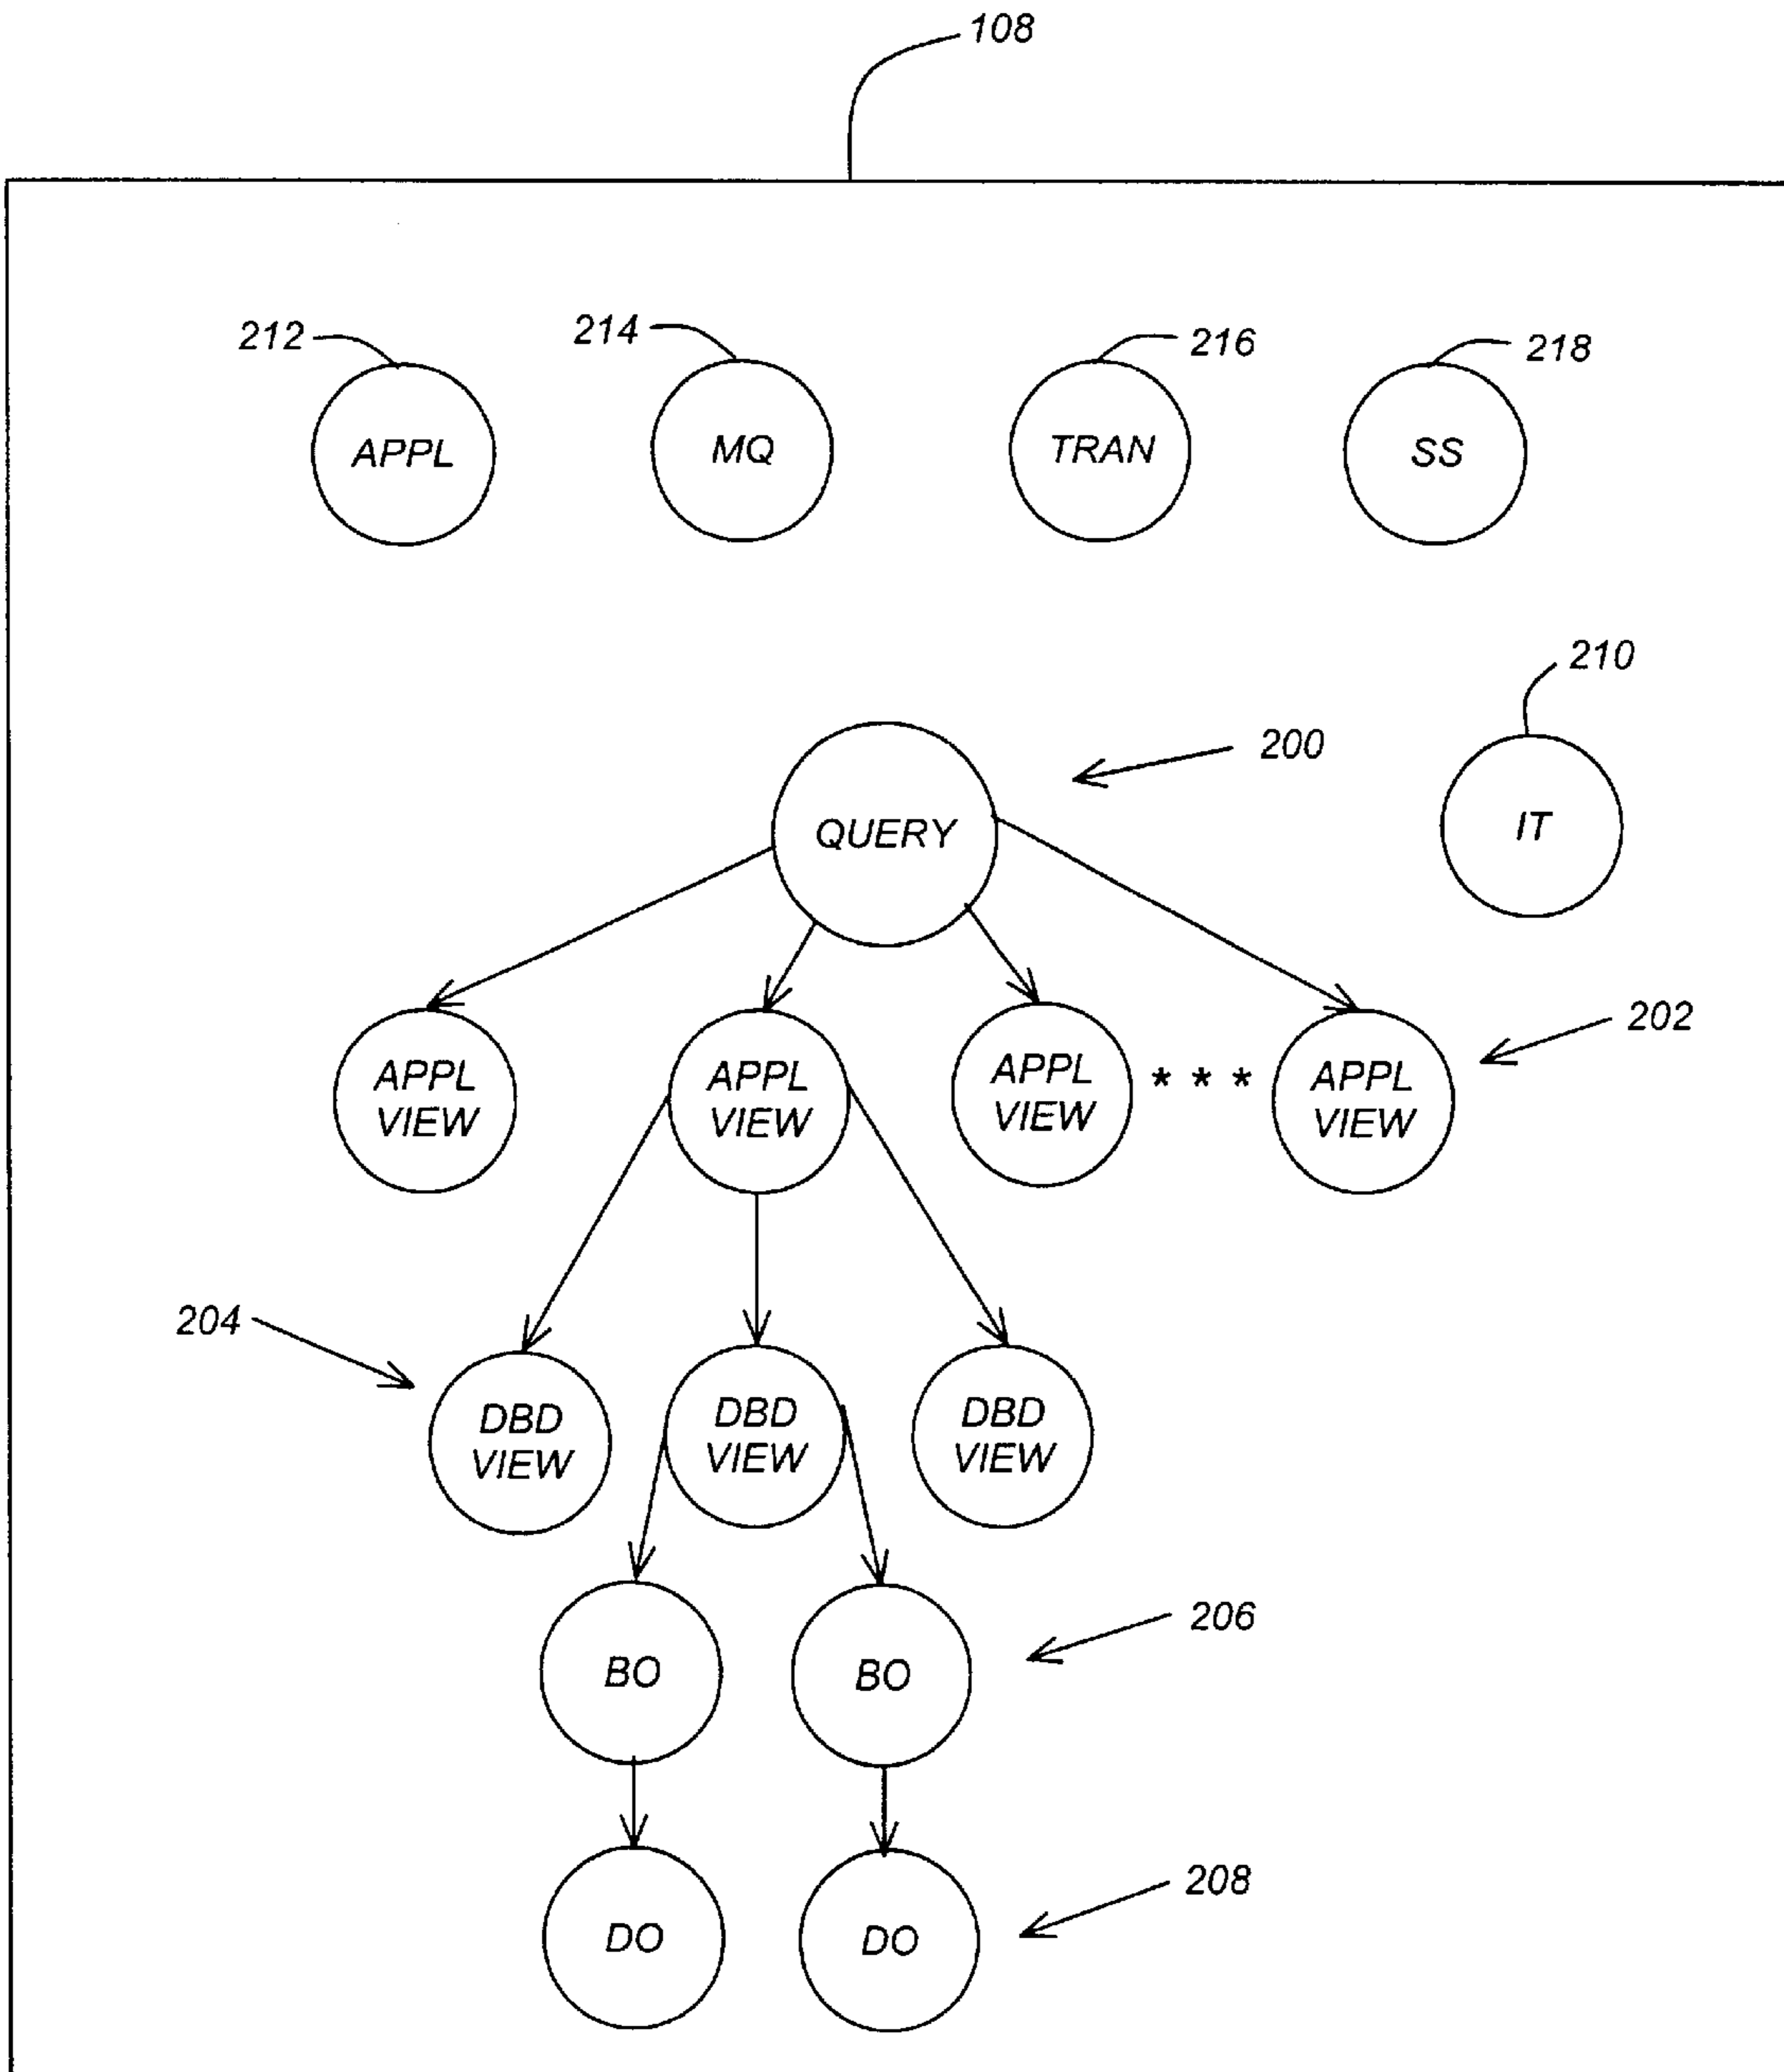 108
212
214
216
218
APPL
MQ
TRAN
SS
210
200
QUERY
IT
202
APPL
VIEW
APPL
VIEW
APPL
VIEW
* * *
APPL
VIEW
204
DBD
VIEW
DBD
VIEW
DBD
VIEW
206
BO
BO
208
DO
DO